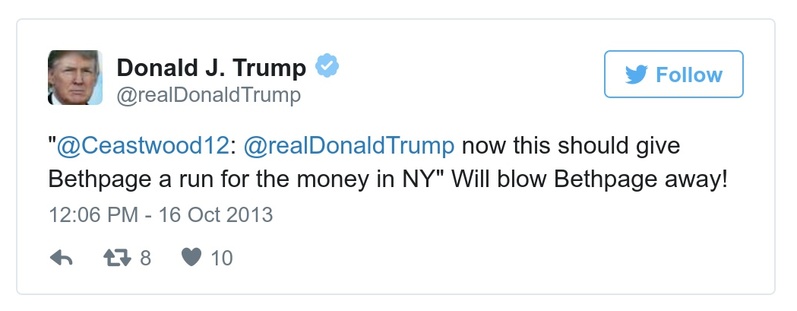 Donald J. Trump
Follow
@realDonaldTrump
"@Ceastwood12: @realDonaldTrump now this should give
Bethpage a run for the money in NY" Will blow Bethpage away!
12:06 PM - 16 Oct 2013
8 10